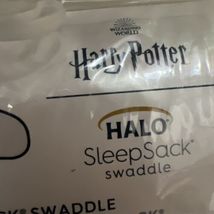 WIZARDING
WORLD
Harry Potter
HALO®
SleepSack®
swaddle
K® SWADDLE